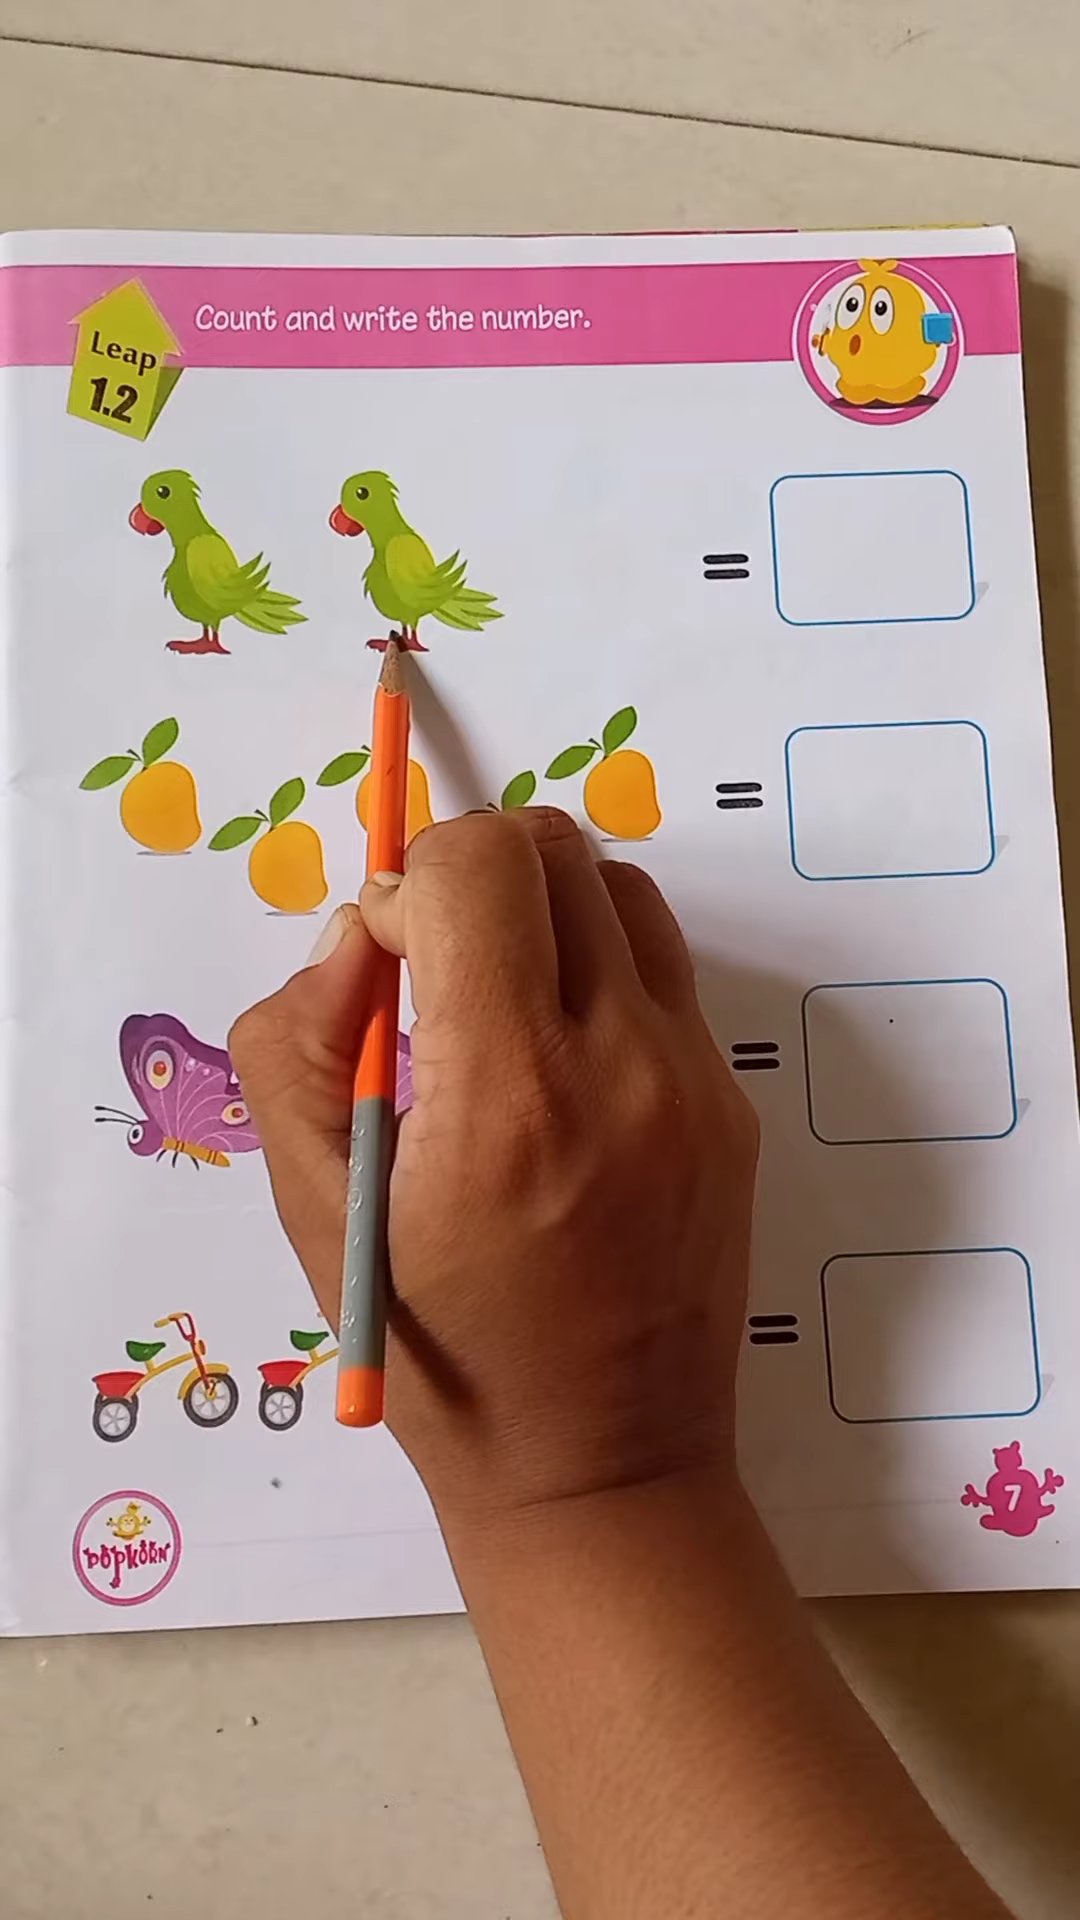 Count and write the number.
Leap
1.2
=
=
=
=
7
POPKORN